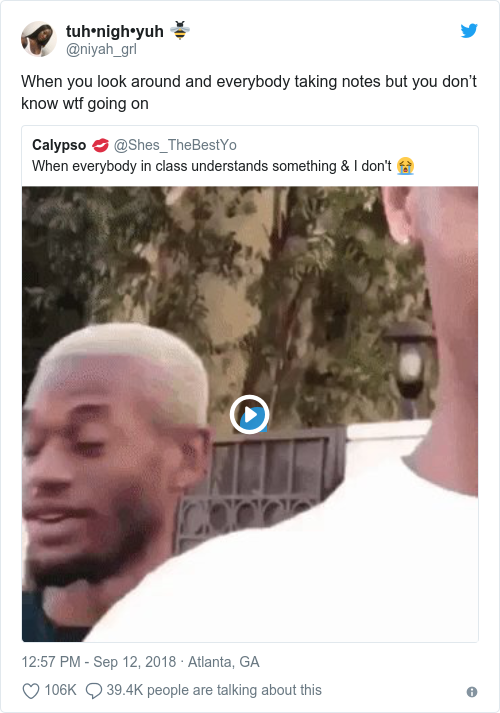 tuh•nigh•yuh 🐝
@niyah_grl
When you look around and everybody taking notes but you don’t
know wtf going on
Calypso 💋 @Shes_TheBestYo
When everybody in class understands something & I don't 😭
12:57 PM - Sep 12, 2018 · Atlanta, GA
106K 39.4K people are talking about this